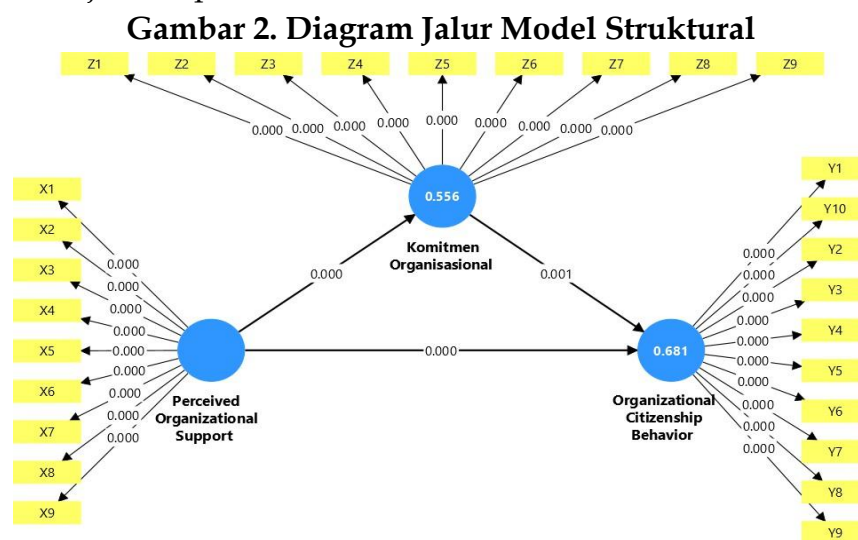 Gambar 2. Diagram Jalur Model Struktural
Z1 Z2 Z3 Z4 Z5 Z6 Z7 Z8 Z9
0.000 0.000 0.000 0.000 0.000 0.000 0.000 0.000 0.000
0.556
Komitmen
Organisasional
X1
X2
X3
X4
X5
X6
X7
X8
X9
0.000
0.000
0.000
0.000
0.000
0.000
0.000
0.000
0.000
Perceived
Organizational
Support
0.000
0.001
0.000
0.681
Organizational
Citizenship
Behavior
0.000
0.000
0.000
0.000
0.000
0.000
0.000
0.000
0.000
0.000
Y1
Y10
Y2
Y3
Y4
Y5
Y6
Y7
Y8
Y9